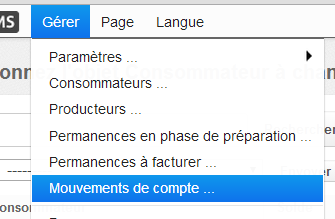 MS Gérer Page Langue
Paramètres ...
Consommateurs ...
Producteurs ...
Permanences en phase de préparation ...
Permanences à facturer ...
Mouvements de compte ...